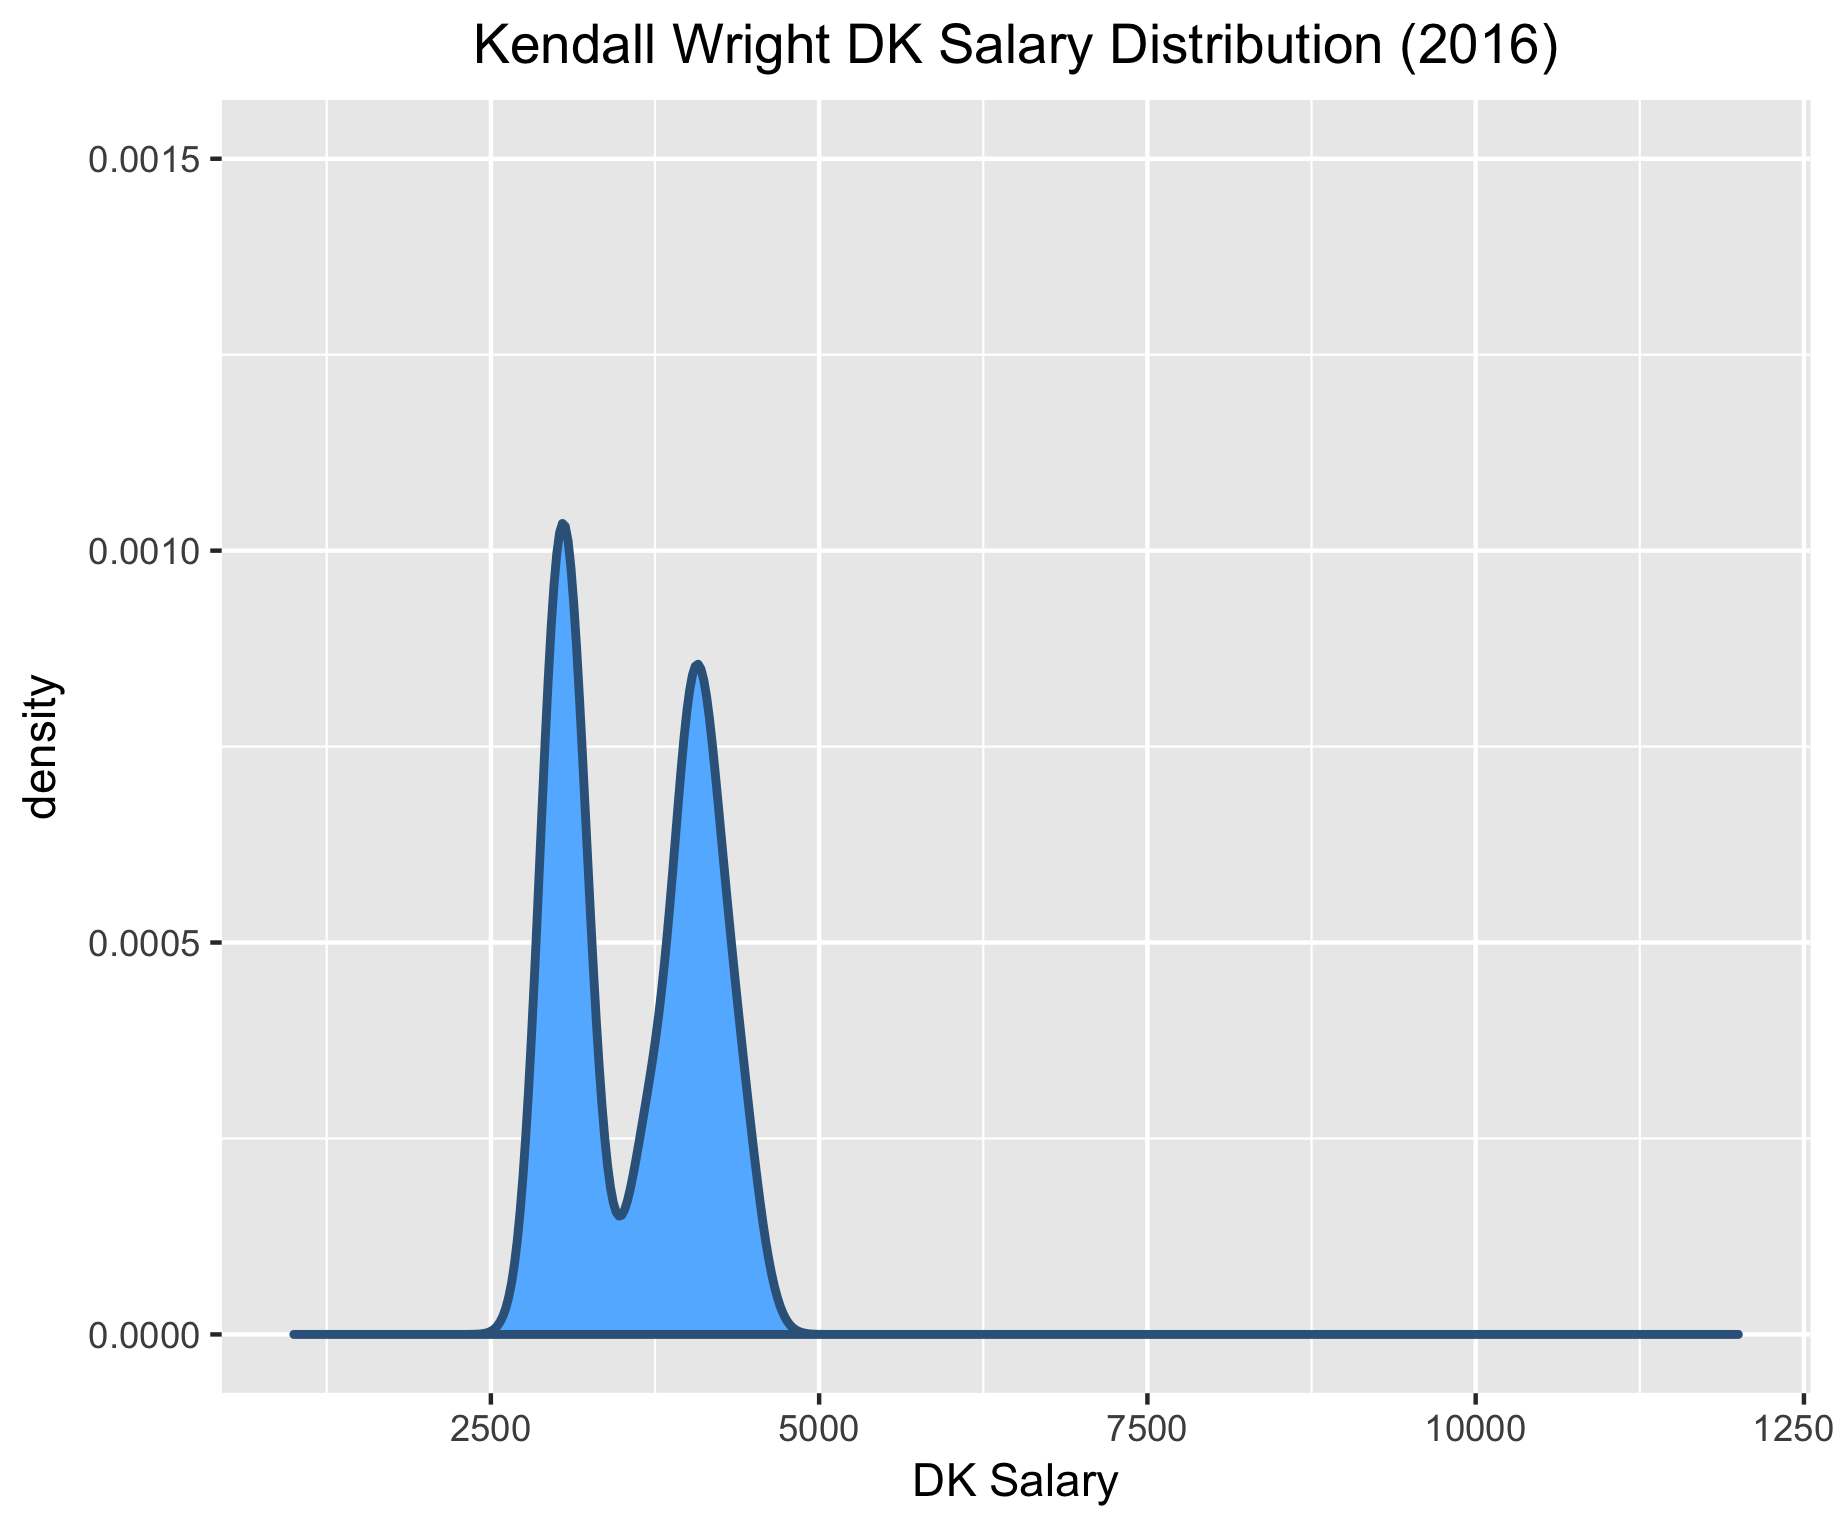 Kendall Wright DK Salary Distribution (2016)
0.0015
0.0010
0.0005
0.0000
density
2500 5000 7500 10000 1250
DK Salary